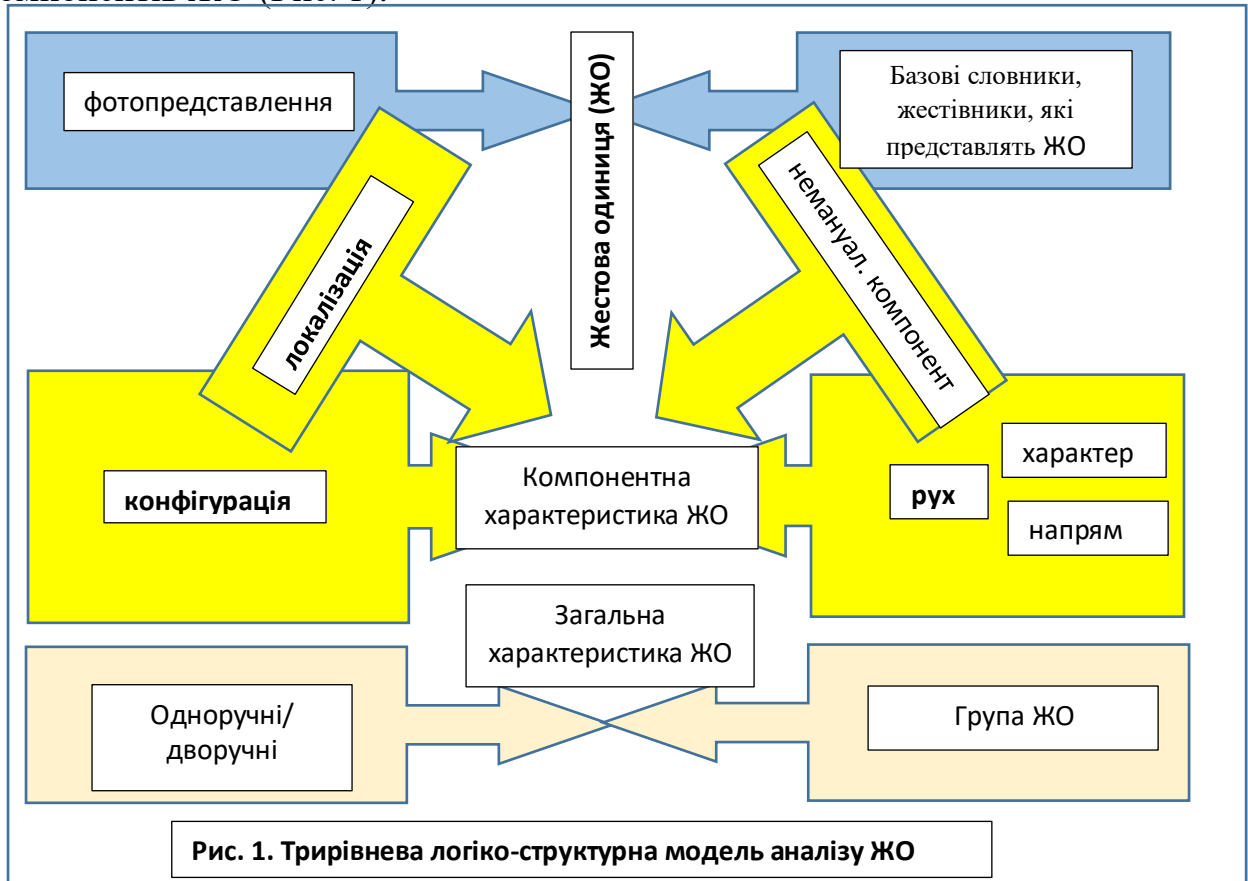 фотопредставлення
Жестова одиниця (ЖО)
Базові словники,
жестівники, які
представлять ЖО
локалізація
немануал. компонент
конфігурація
Компонентна
характеристика ЖО
рух
характер
напрям
Загальна
характеристика ЖО
Одноручні/
дворучні
Група ЖО
Рис. 1. Трирівнева логіко-структурна модель аналізу ЖО